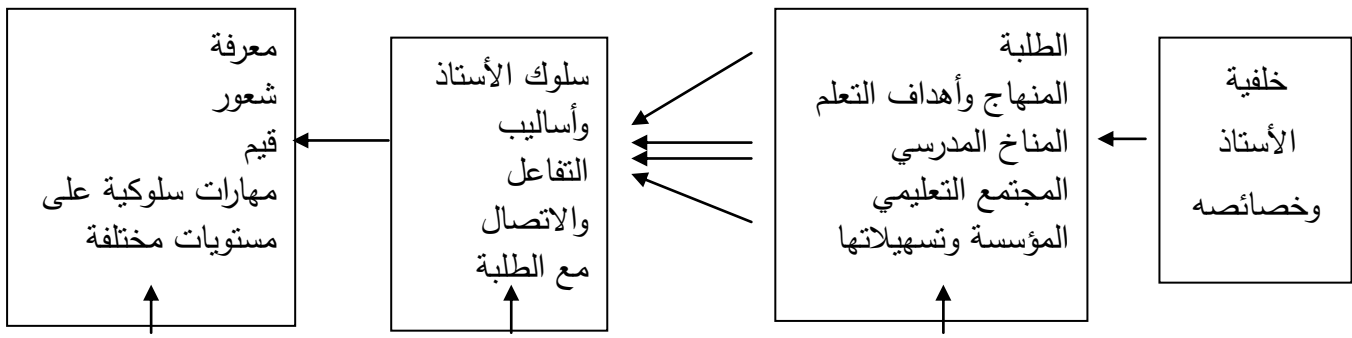 خلفية
الأستاذ
وخصائصه
الطلبة
المنهاج وأهداف التعلم
المناخ المدرسي
المجتمع التعليمي
المؤسسة وتسهيلاتها
سلوك الأستاذ
وأساليب
التفاعل
والاتصال
مع الطلبة
معرفة
شعور
قيم
مهارات سلوكية على
مستويات مختلفة